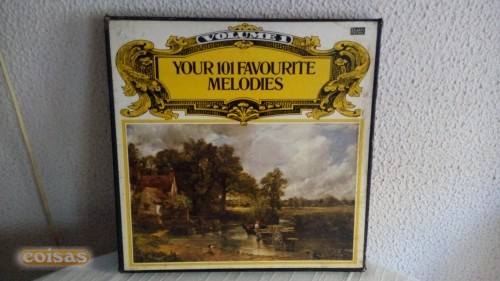 VOLUME 1
YOUR 101 FAVOURITE
MELODIES
coisas